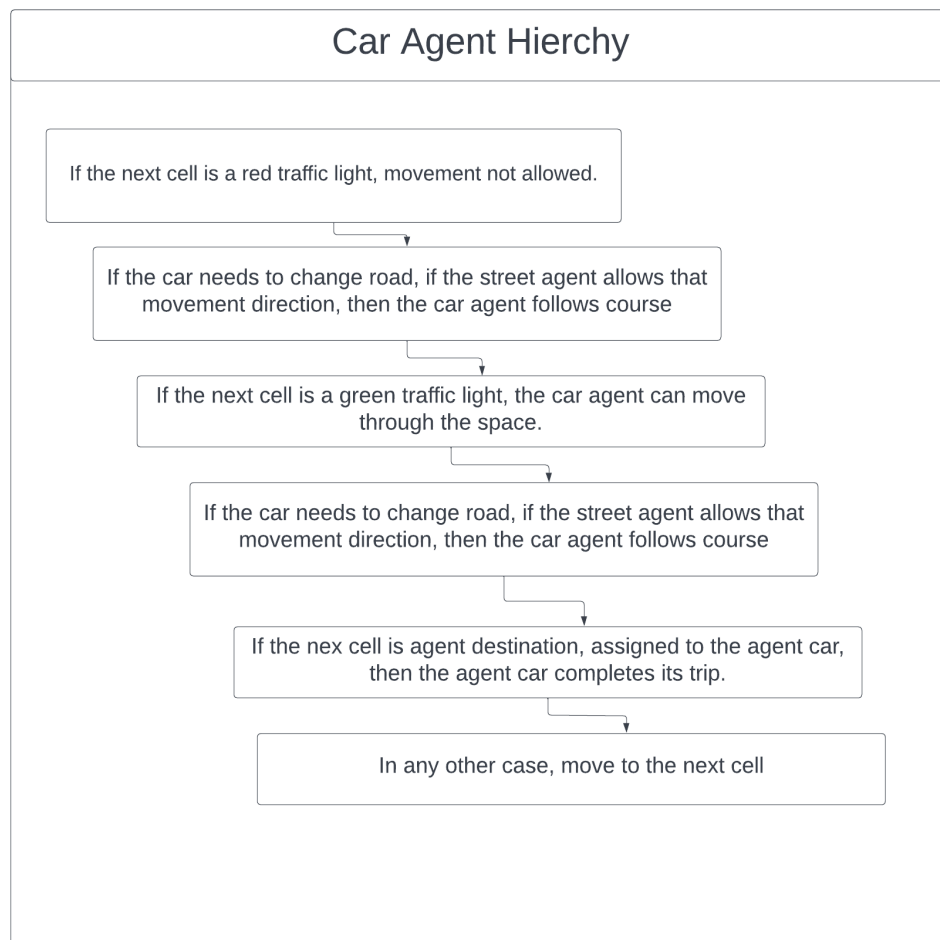 Car Agent Hierchy
If the next cell is a red traffic light, movement not allowed.
If the car needs to change road, if the street agent allows that
movement direction, then the car agent follows course
If the next cell is a green traffic light, the car agent can move
through the space.
If the car needs to change road, if the street agent allows that
movement direction, then the car agent follows course
If the nex cell is agent destination, assigned to the agent car,
then the agent car completes its trip.
In any other case, move to the next cell